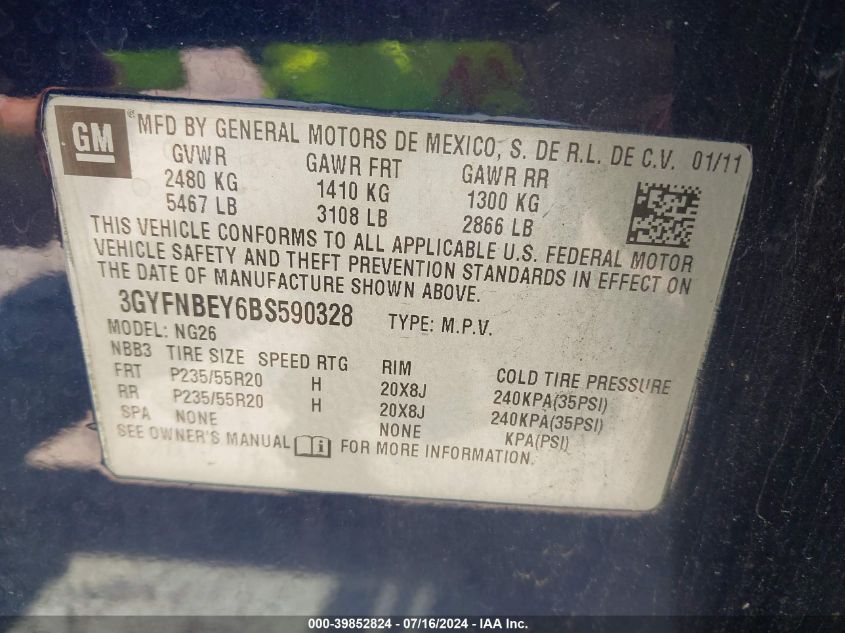 GM
® MFD BY GENERAL MOTORS DE MEXICO, S. DE R.L. DE C.V. 01/11
GVWR GAWR FRT GAWR RR
2480 KG 1410 KG 1300 KG
5467 LB 3108 LB 2866 LB
THIS VEHICLE CONFORMS TO ALL APPLICABLE U.S. FEDERAL MOTOR
VEHICLE SAFETY AND THEFT PREVENTION STANDARDS IN EFFECT ON
THE DATE OF MANUFACTURE SHOWN ABOVE.
3GYFNBEY6BS590328 TYPE: M.P.V.
MODEL: NG26
NBB3 TIRE SIZE SPEED RTG RIM COLD TIRE PRESSURE
FRT P235/55R20 H 20X8J 240KPA(35PSI)
RR P235/55R20 H 20X8J 240KPA(35PSI)
SPA NONE NONE KPA(PSI)
SEE OWNER'S MANUAL i FOR MORE INFORMATION.
000-39852824 - 07/16/2024 - IAA Inc.